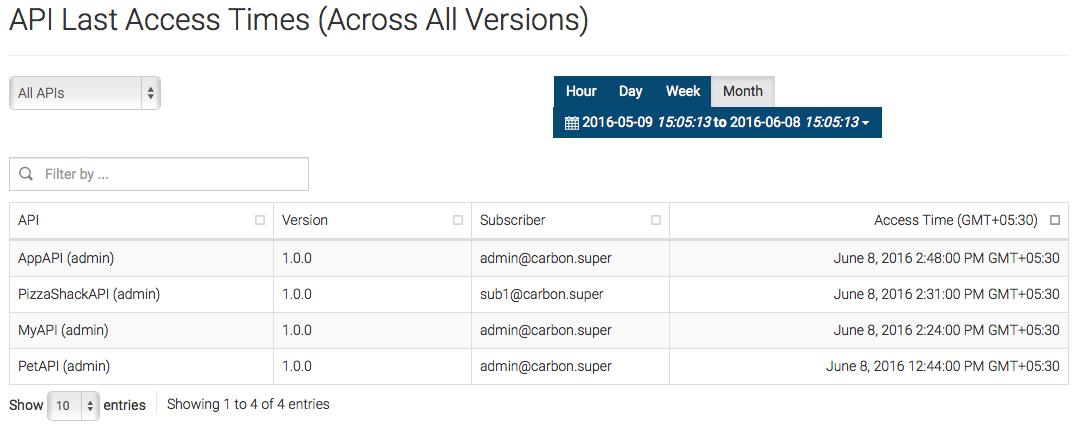 API Last Access Times (Across All Versions)
All APIs
Hour Day Week Month
2016-05-09 15:05:13 to 2016-06-08 15:05:13
Filter by ...
API Version Subscriber Access Time (GMT+05:30)
AppAPI (admin) 1.0.0 admin@carbon.super June 8, 2016 2:48:00 PM GMT+05:30
PizzaShackAPI (admin) 1.0.0 sub1@carbon.super June 8, 2016 2:31:00 PM GMT+05:30
MyAPI (admin) 1.0.0 admin@carbon.super June 8, 2016 2:24:00 PM GMT+05:30
PetAPI (admin) 1.0.0 admin@carbon.super June 8, 2016 12:44:00 PM GMT+05:30
Show 10 entries Showing 1 to 4 of 4 entries